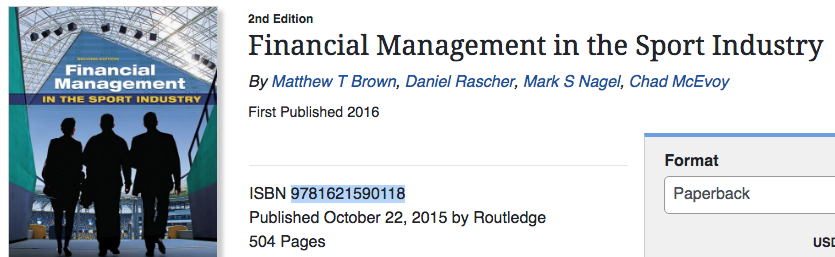 SECOND EDITION
Financial
Management
IN THE SPORT INDUSTRY
2nd Edition
Financial Management in the Sport Industry
By Matthew T Brown, Daniel Rascher, Mark S Nagel, Chad McEvoy
First Published 2016
ISBN 9781621590118
Published October 22, 2015 by Routledge
504 Pages
Format
Paperback
USD